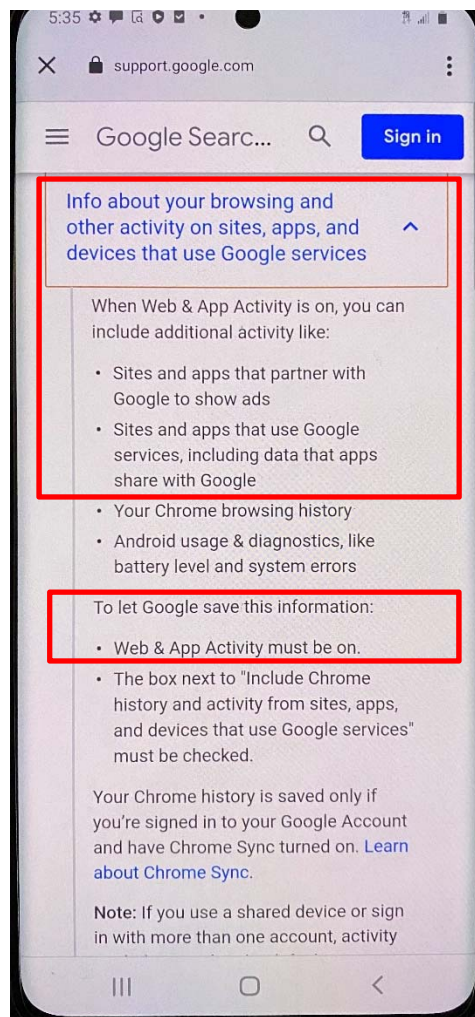 5:35
support.google.com
Google Searc...
Sign in
Info about your browsing and
other activity on sites, apps, and
devices that use Google services
When Web & App Activity is on, you can
include additional activity like:
• Sites and apps that partner with
Google to show ads
• Sites and apps that use Google
services, including data that apps
share with Google
• Your Chrome browsing history
• Android usage & diagnostics, like
battery level and system errors
To let Google save this information:
• Web & App Activity must be on.
• The box next to "Include Chrome
history and activity from sites, apps,
and devices that use Google services"
must be checked.
Your Chrome history is saved only if
you're signed in to your Google Account
and have Chrome Sync turned on. Learn
about Chrome Sync.
Note: If you use a shared device or sign
in with more than one account, activity